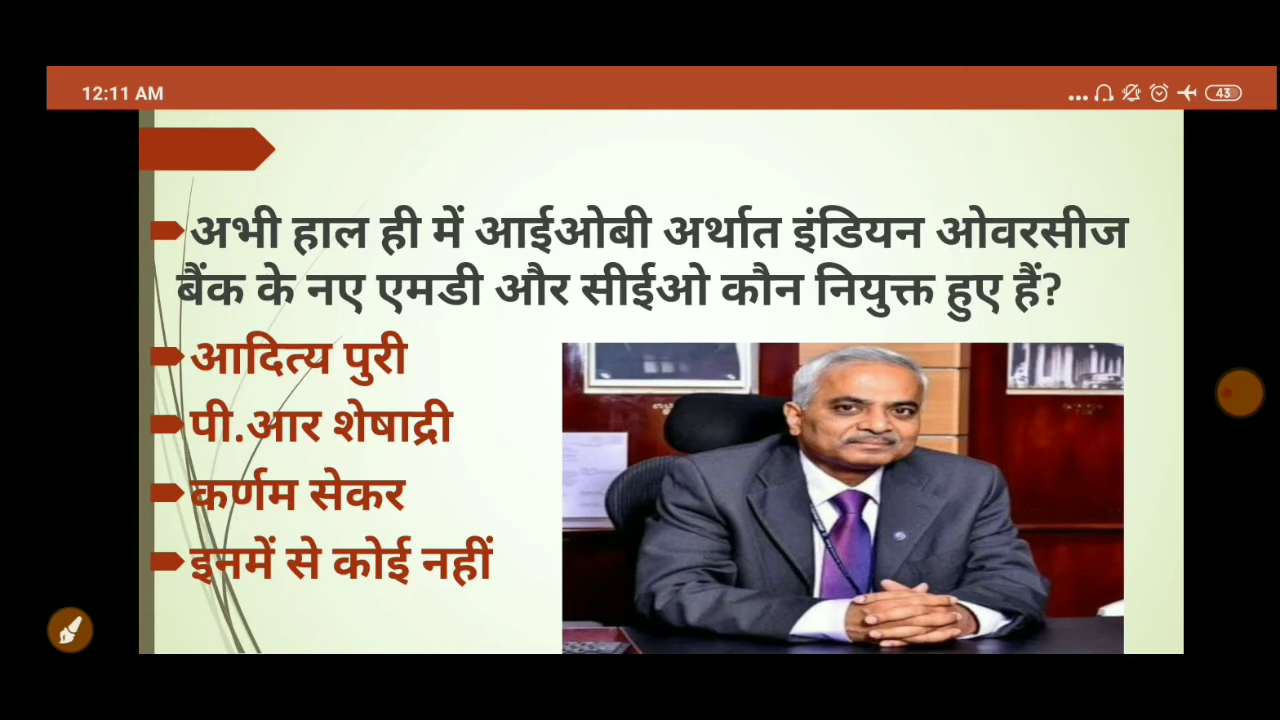 12:11 AM
43
अभी हाल ही में आईओबी अर्थात इंडियन ओवरसीज
बैंक के नए एमडी और सीईओ कौन नियुक्त हुए हैं?
आदित्य पुरी
पी.आर शेषाद्री
कर्णम सेकर
इनमें से कोई नहीं